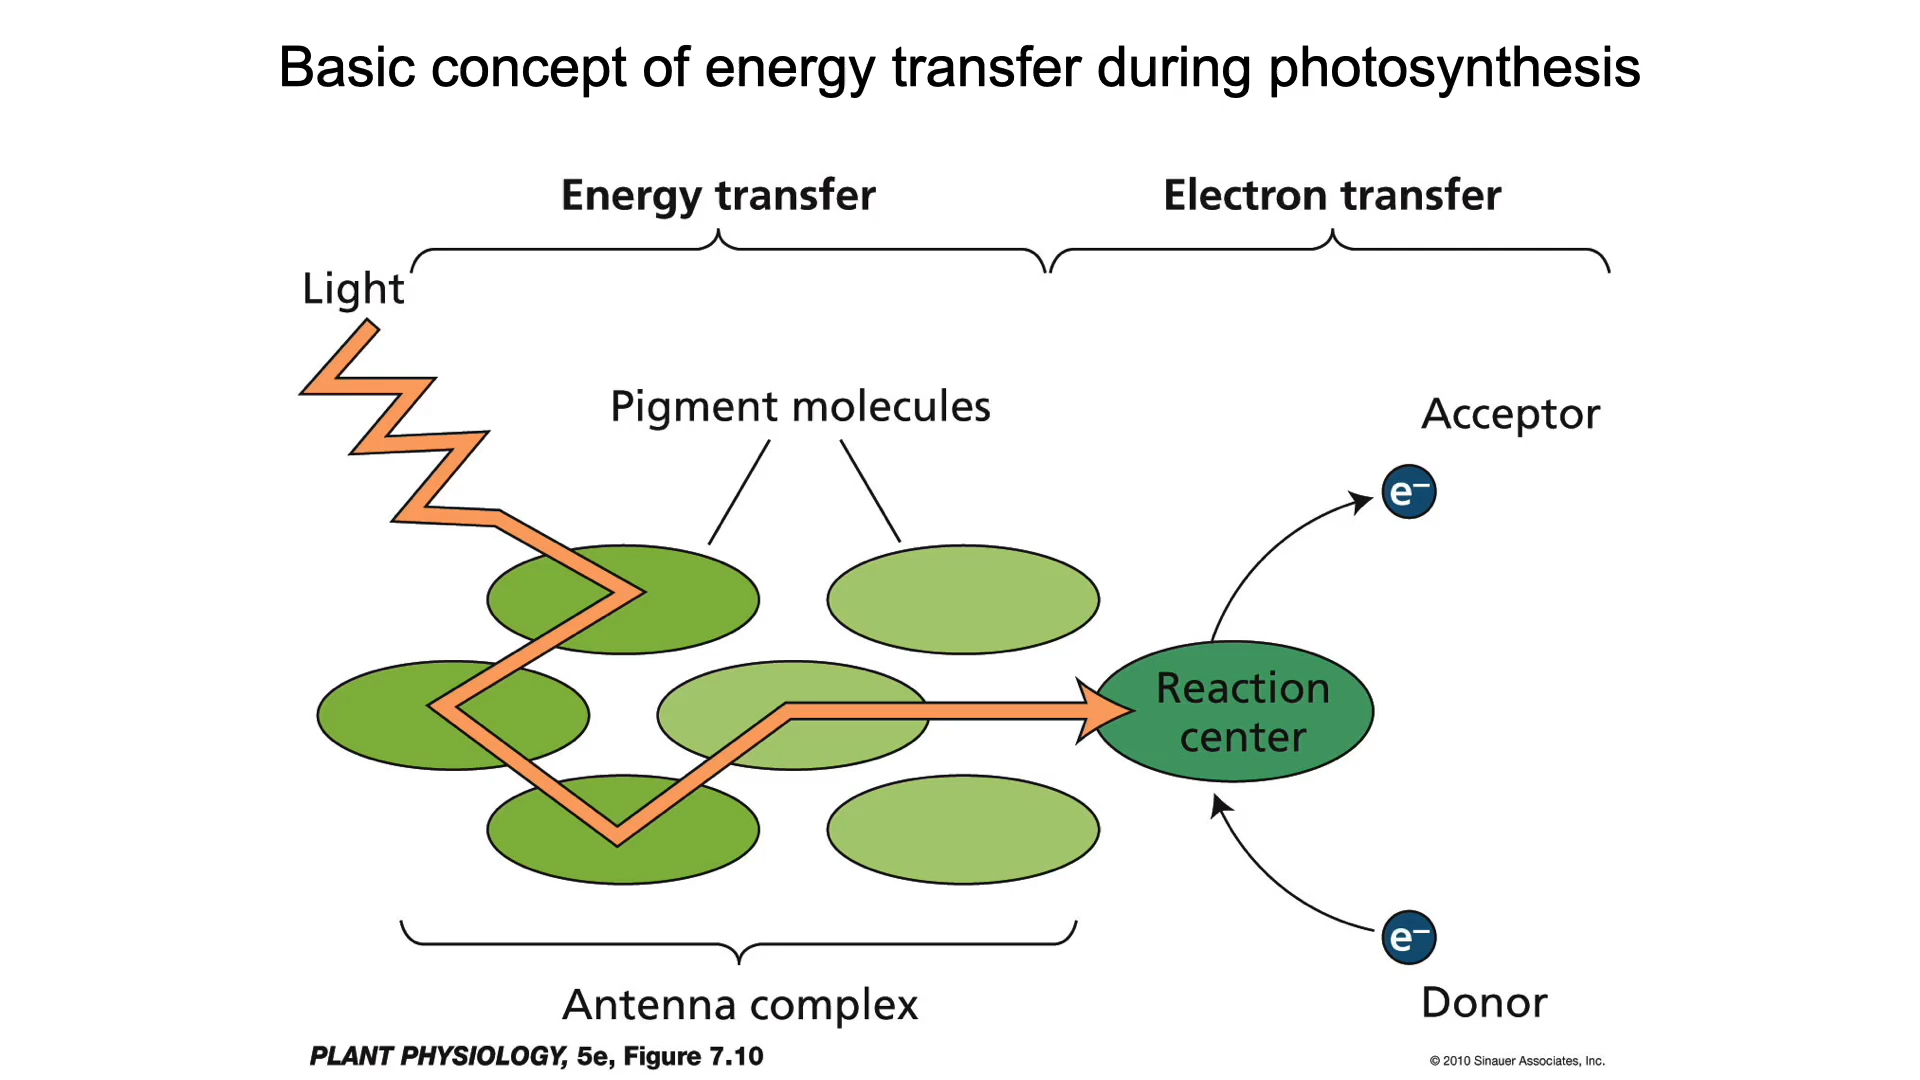 Basic concept of energy transfer during photosynthesis
Energy transfer
Electron transfer
Light
Pigment molecules
Acceptor
e–
Reaction
center
e–
Antenna complex
Donor
PLANT PHYSIOLOGY, 5e, Figure 7.10
© 2010 Sinauer Associates, Inc.